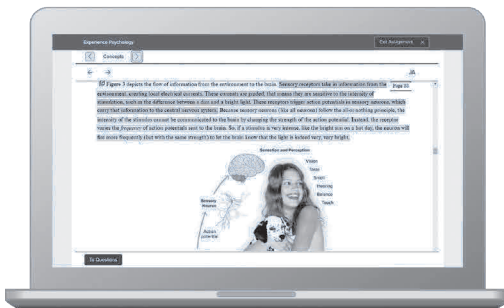 Experience Psychology
Exit Assignment ×
< Concepts >
Page 93
Figure 3 depicts the flow of information from the environment to the brain. Sensory receptors take in information from the
environment, creating local electrical currents. These currents are graded; that means they are sensitive to the intensity of
stimulation, such as the difference between a dim and a bright light. These receptors trigger action potentials in sensory neurons, which
carry that information to the central nervous system. Because sensory neurons (like all neurons) follow the all-or-nothing principle, the
intensity of the stimulus cannot be communicated to the brain by changing the strength of the action potential. Instead, the receptor
varies the frequency of action potentials sent to the brain. So, if a stimulus is very intense, like the bright sun on a hot day, the neuron will
fire more frequently (but with the same strength) to let the brain know that the light is indeed very, very bright.
Sensation and Perception
Vision
Taste
Smell
Hearing
Balance
Touch
Sensory
neuron
Action
potential
To Questions